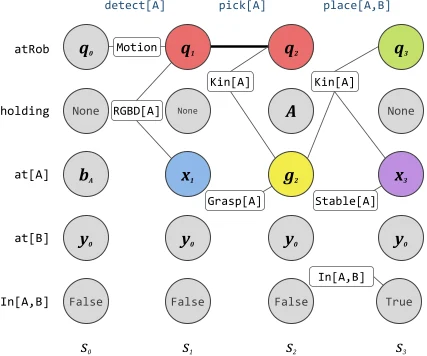 detect[A] pick[A] place[A,B]
atRob q₀ Motion q₁ q₂ q₃
Kin[A] Kin[A]
holding None RGBD[A] None A None
at[A] b_A x₁ g₂ x₃
Grasp[A] Stable[A]
at[B] y₀ y₀ y₀ y₀
In[A,B]
In[A,B] False False False True
S₀ S₁ S₂ S₃